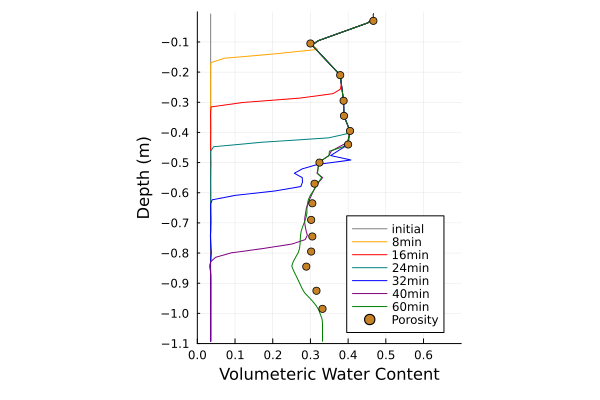 −0.1
−0.2
−0.3
−0.4
−0.5
−0.6
−0.7
−0.8
−0.9
−1.0
−1.1
Depth (m)
initial
8min
16min
24min
32min
40min
60min
Porosity
0.0 0.1 0.2 0.3 0.4 0.5 0.6
Volumeteric Water Content